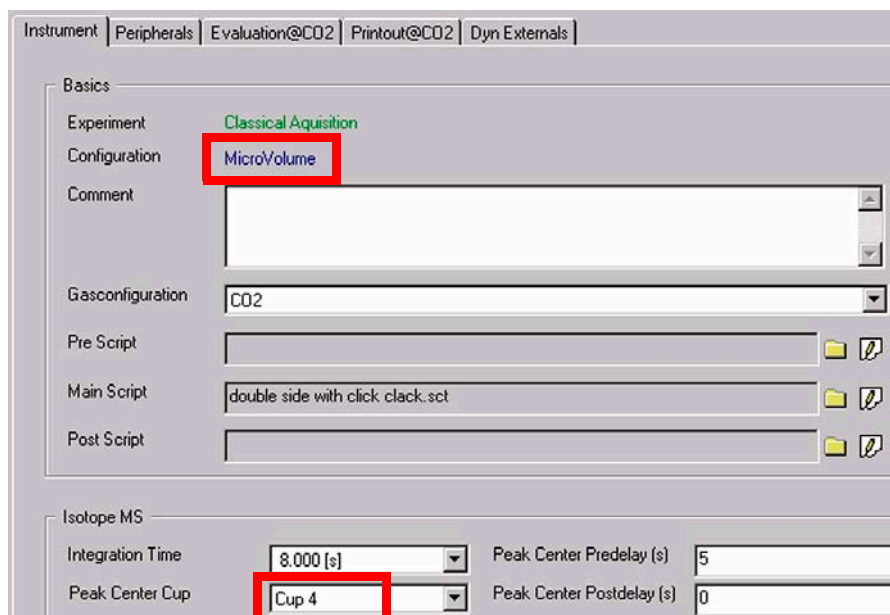 Instrument Peripherals Evaluation@CO2 Printout@CO2 Dyn Externals
Basics
Experiment Classical Aquisition
Configuration MicroVolume
Comment
Gasconfiguration CO2
Pre Script
Main Script double side with click clack.sct
Post Script
Isotope MS
Integration Time 8.000 [s] Peak Center Predelay (s) 5
Peak Center Cup Cup 4 Peak Center Postdelay (s) 0